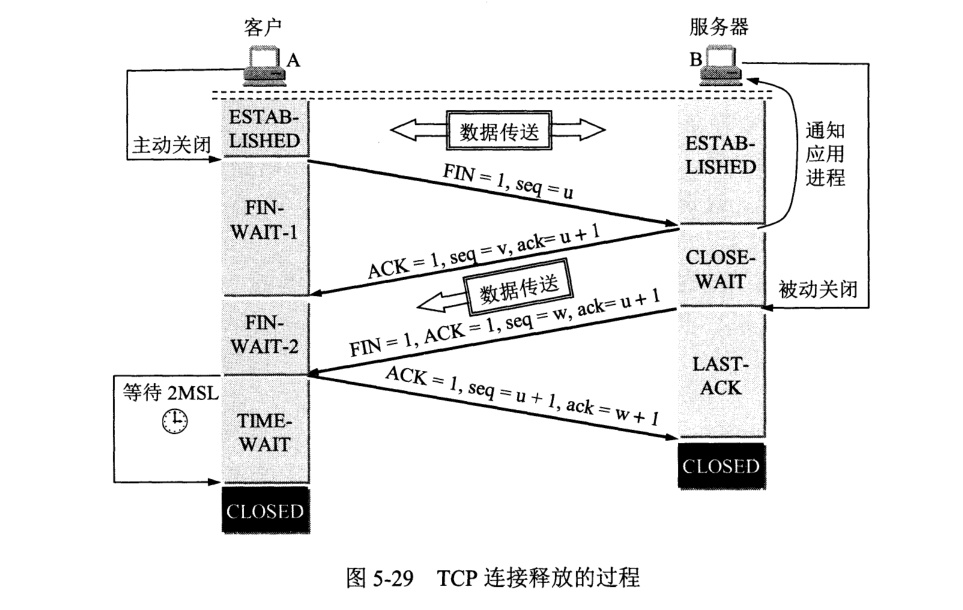 客户
服务器
A
B
ESTAB-
LISHED
数据传送
主动关闭
ESTAB-
LISHED
通知
应用
进程
FIN = 1, seq = u
FIN-
WAIT-1
ACK = 1, seq = v, ack= u + 1
CLOSE-
WAIT
数据传送
被动关闭
FIN-
WAIT-2
FIN = 1, ACK = 1, seq = w, ack= u + 1
LAST-
ACK
等待 2MSL
ACK = 1, seq = u + 1, ack = w + 1
TIME-
WAIT
CLOSED
CLOSED
图 5-29 TCP 连接释放的过程